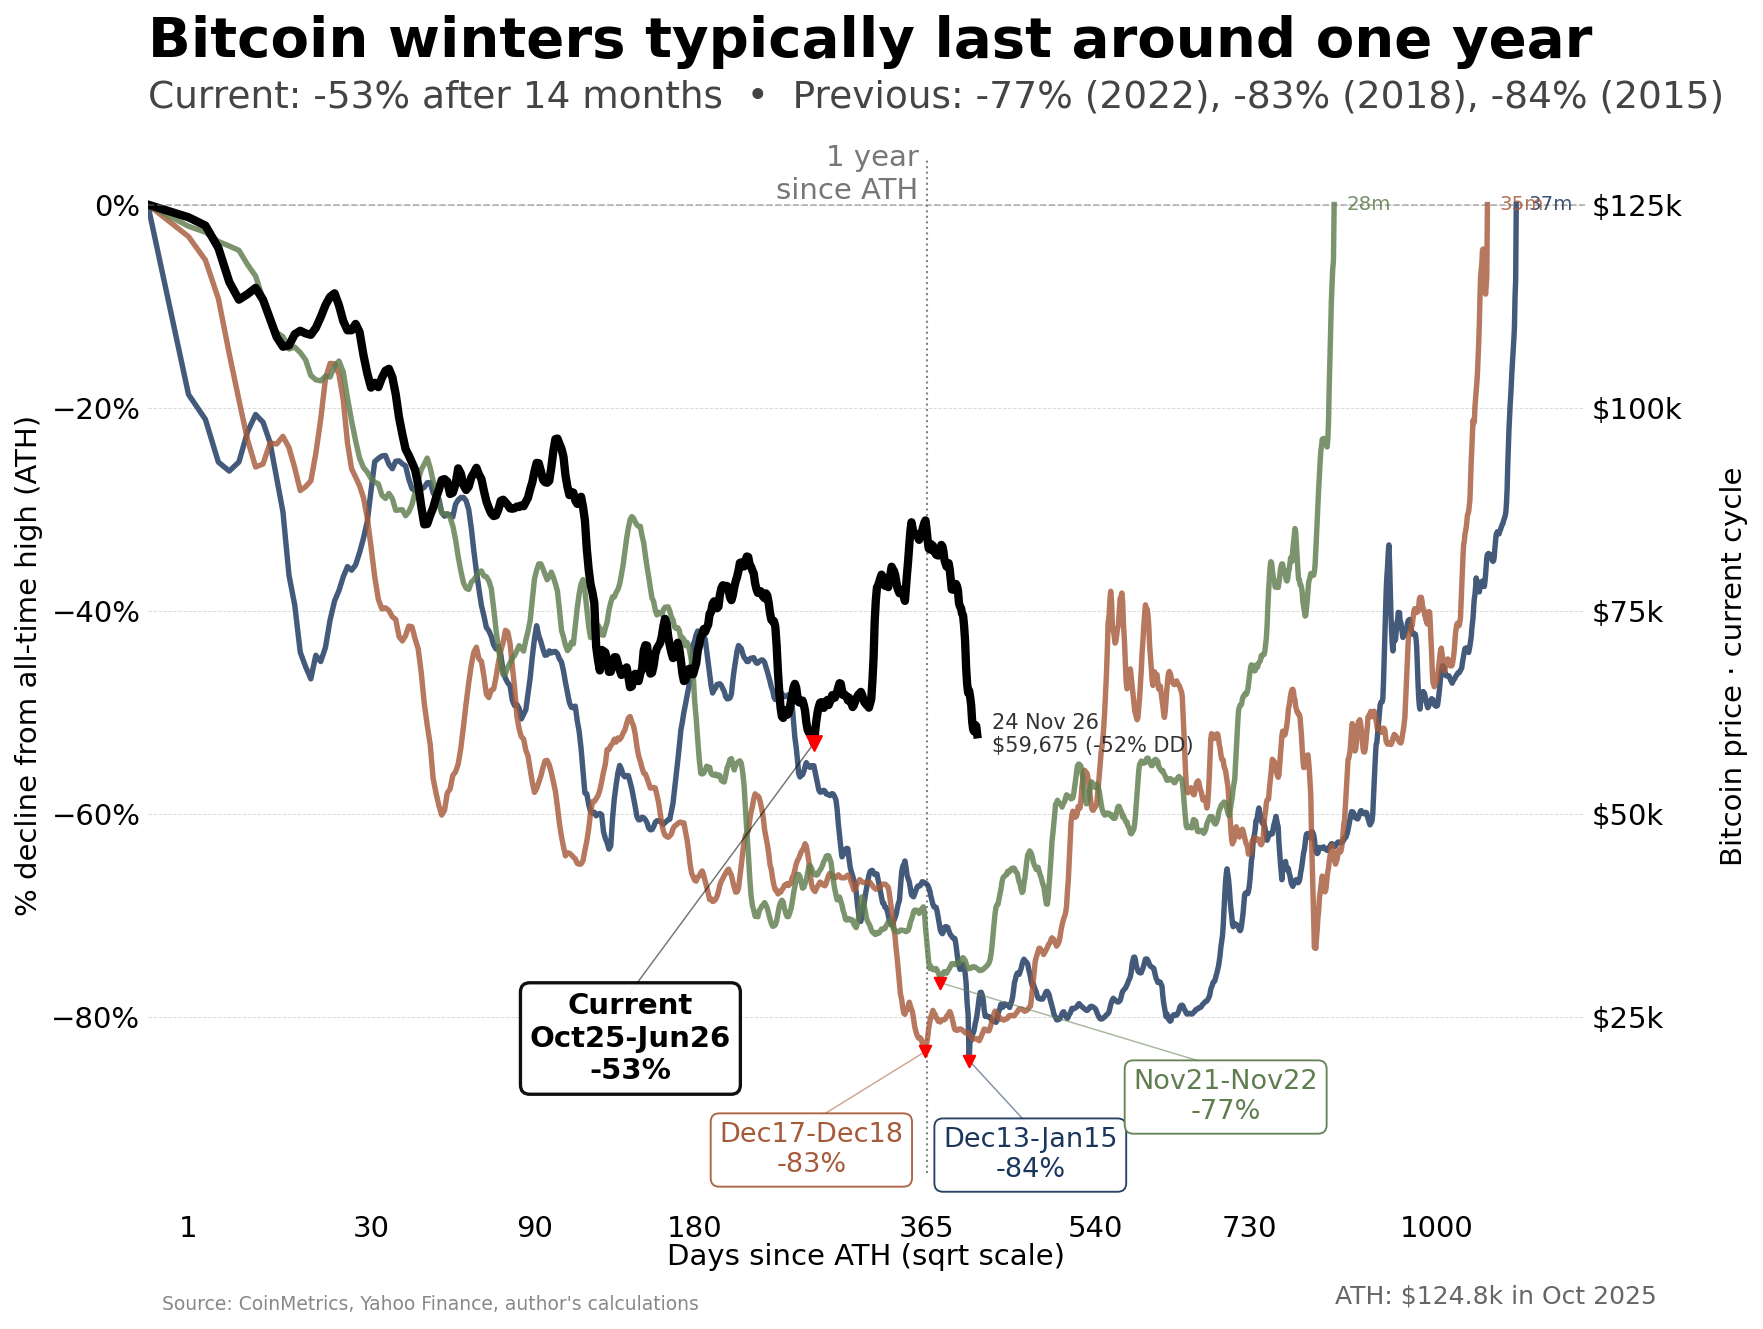 Bitcoin winters typically last around one year
Current: -53% after 14 months • Previous: -77% (2022), -83% (2018), -84% (2015)
1 year
since ATH
28m
35m
37m
0%
−20%
−40%
−60%
−80%
% decline from all-time high (ATH)
$125k
$100k
$75k
$50k
$25k
Bitcoin price · current cycle
24 Nov 26
$59,675 (-52% DD)
Current
Oct25-Jun26
-53%
Dec17-Dec18
-83%
Dec13-Jan15
-84%
Nov21-Nov22
-77%
1 30 90 180 365 540 730 1000
Days since ATH (sqrt scale)
Source: CoinMetrics, Yahoo Finance, author's calculations
ATH: $124.8k in Oct 2025